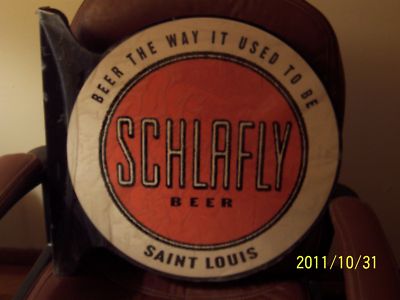 BEER THE WAY IT USED TO BE
SCHLAFLY
BEER
SAINT LOUIS
2011/10/31